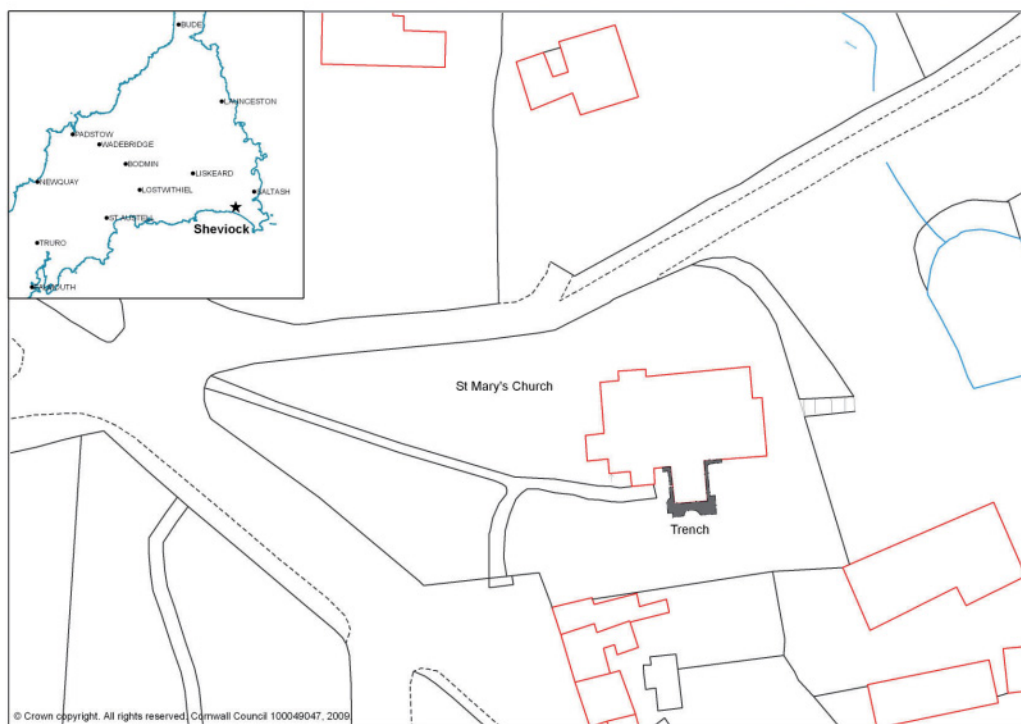 BUDE
LAUNCESTON
PADSTOW
WADEBRIDGE
BODMIN
LISKEARD
NEWQUAY
LOSTWITHIEL
SALTASH
ST AUSTELL
Sheviock
TRURO
FALMOUTH
St Mary's Church
Trench
© Crown copyright. All rights reserved. Cornwall Council 100049047, 2009